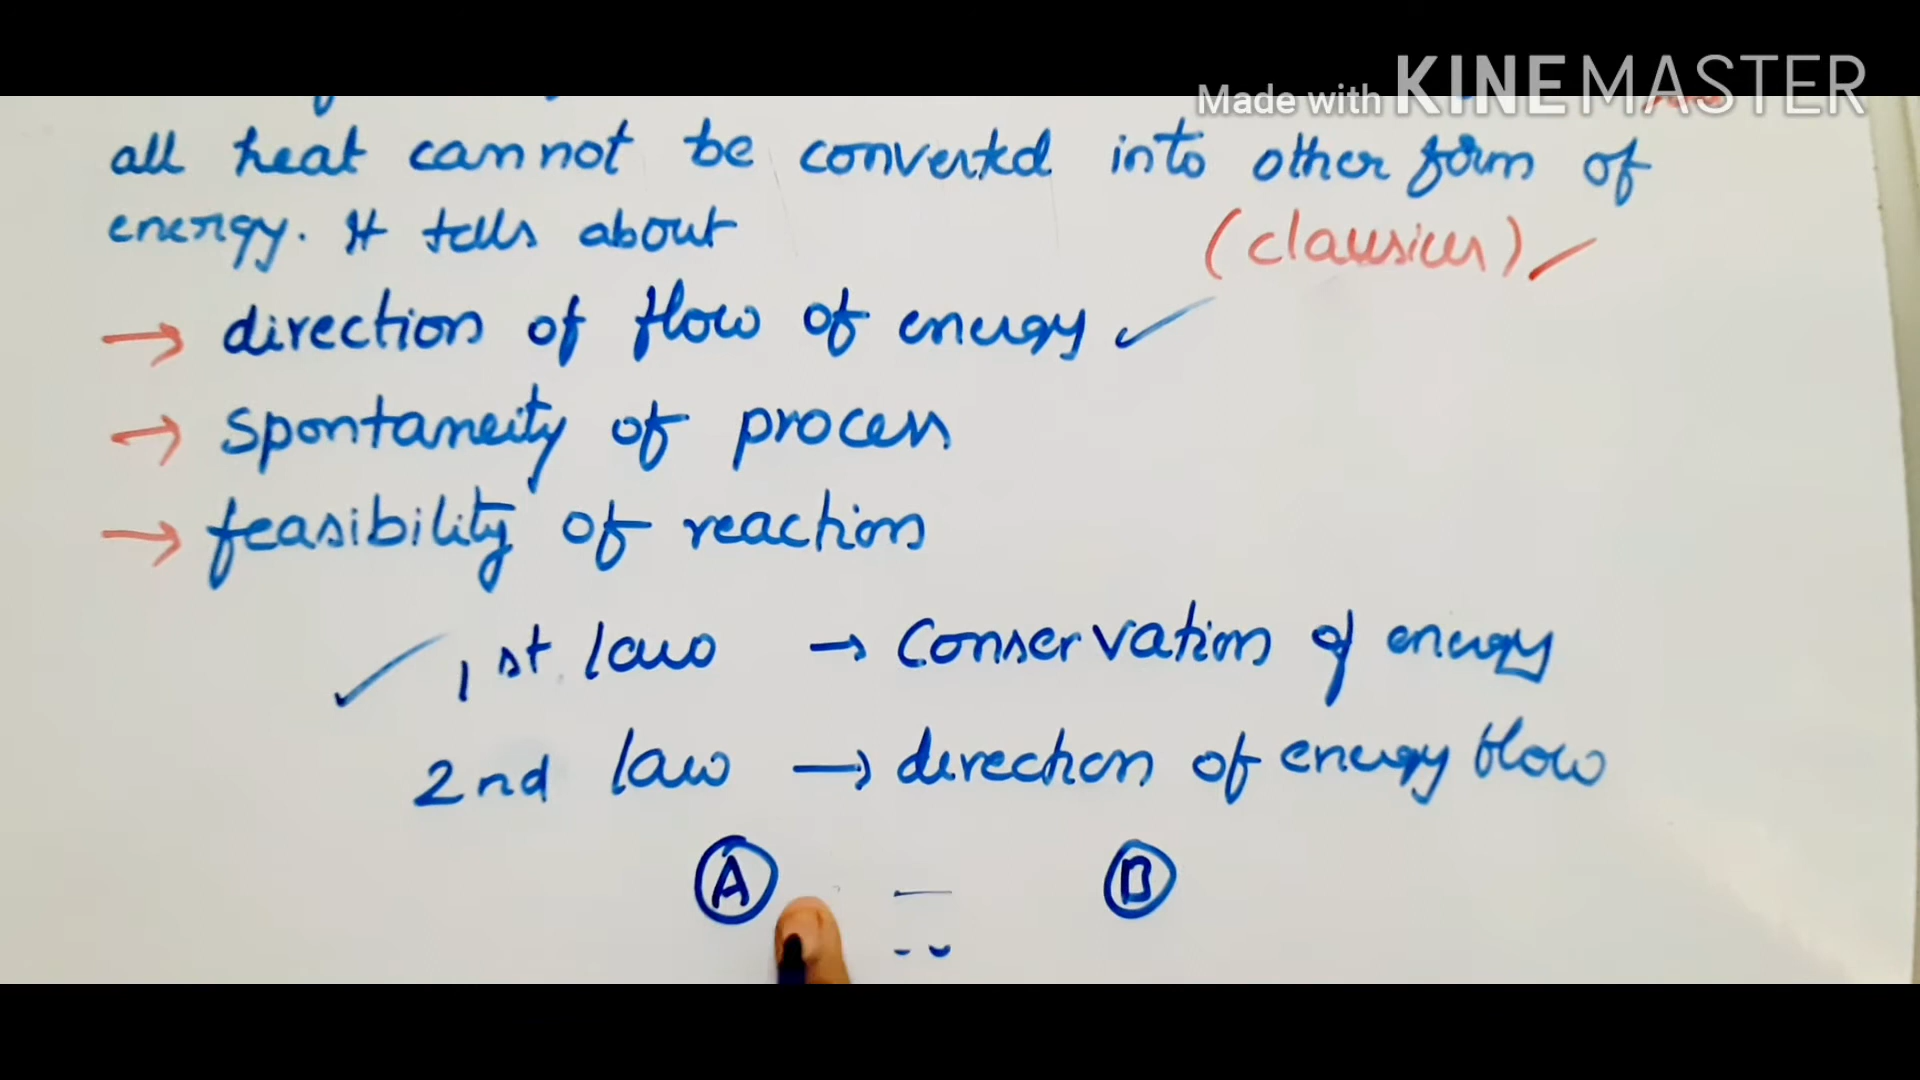 Made with KINEMASTER
all heat cannot be converted into other form of
energy. It tells about
(clausius) ✓
→ direction of flow of energy ✓
→ spontaneity of process
→ feasibility of reaction
✓ 1st law → Conservation of energy
2nd law → direction of energy flow
A B